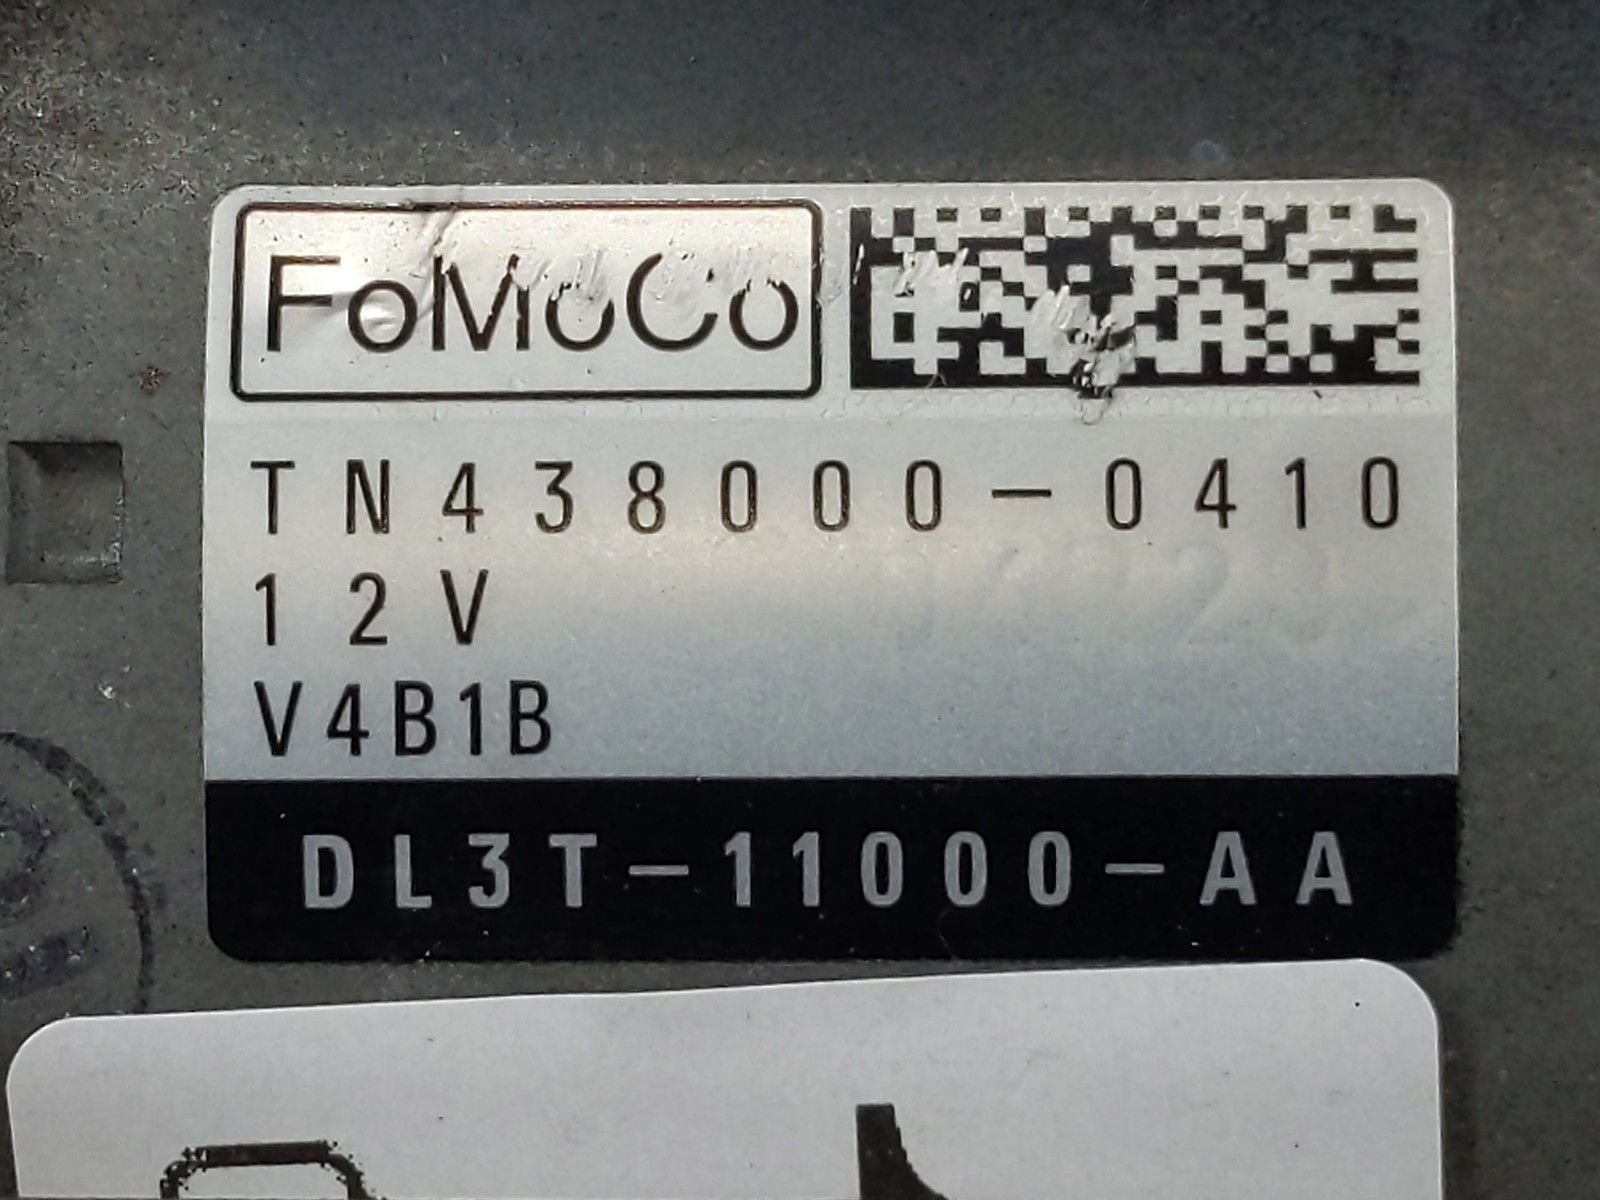 FoMoCo
TN438000-0410
12V
V4B1B
DL3T-11000-AA